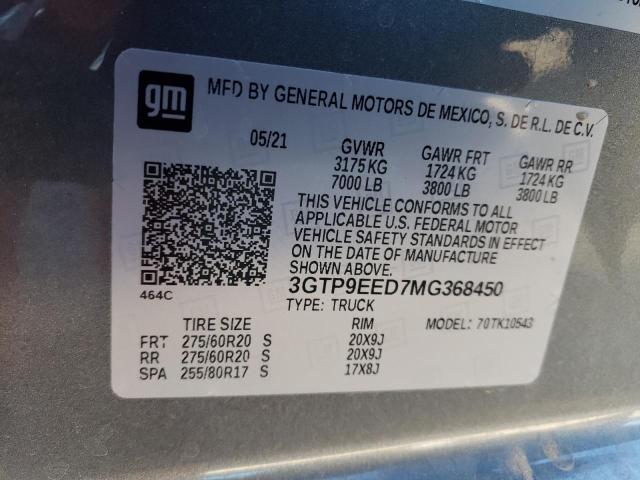 gm
MFD BY GENERAL MOTORS DE MEXICO, S. DE R.L. DE C.V.
05/21 GVWR GAWR FRT GAWR RR
3175 KG 1724 KG 1724 KG
7000 LB 3800 LB 3800 LB
THIS VEHICLE CONFORMS TO ALL
APPLICABLE U.S. FEDERAL MOTOR
VEHICLE SAFETY STANDARDS IN EFFECT
ON THE DATE OF MANUFACTURE
SHOWN ABOVE.
464C
3GTP9EED7MG368450
TYPE: TRUCK
TIRE SIZE RIM MODEL: 70TK10543
FRT 275/60R20 S 20X9J
RR 275/60R20 S 20X9J
SPA 255/80R17 S 17X8J